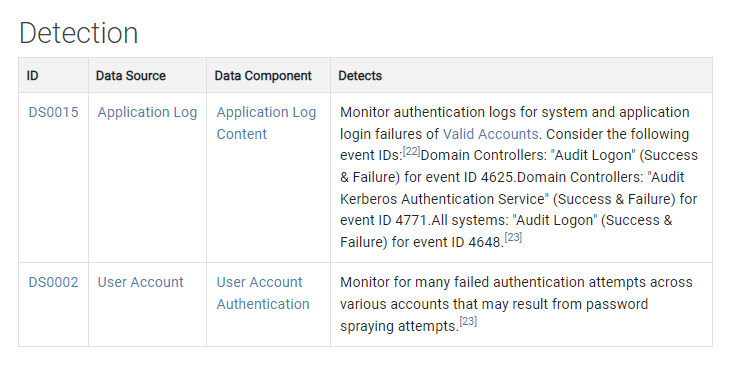 Detection
ID Data Source Data Component Detects
DS0015 Application Log Application Log Content
Monitor authentication logs for system and application
login failures of Valid Accounts. Consider the following
event IDs:[22]Domain Controllers: "Audit Logon" (Success
& Failure) for event ID 4625.Domain Controllers: "Audit
Kerberos Authentication Service" (Success & Failure) for
event ID 4771.All systems: "Audit Logon" (Success &
Failure) for event ID 4648.[23]
DS0002 User Account User Account Authentication
Monitor for many failed authentication attempts across
various accounts that may result from password
spraying attempts.[23]